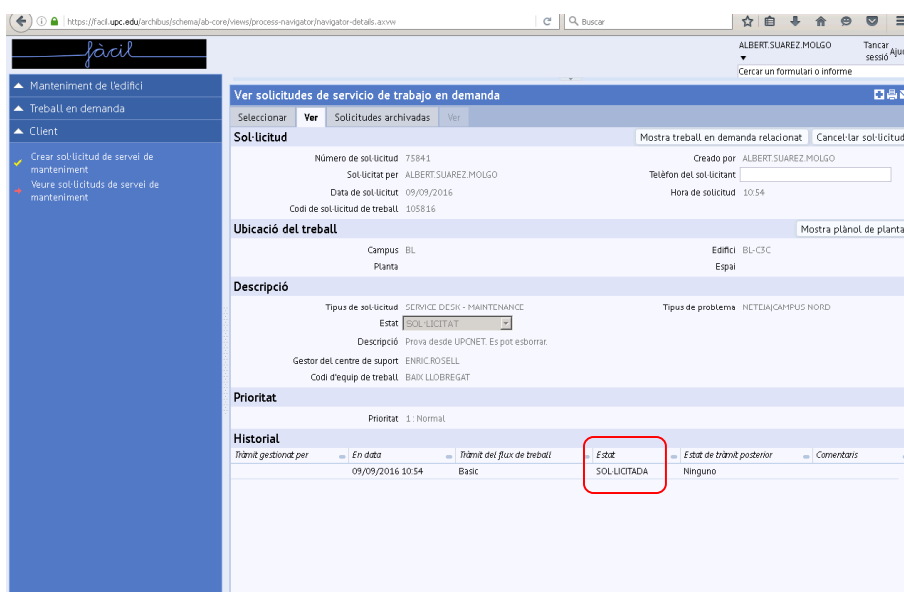 https://facil.upc.edu/archibus/schema/ab-core/views/process-navigator/navigator-details.axvw
Buscar
fàcil
ALBERT.SUAREZ.MOLGO
Tancar sessió
Cercar un formulari o informe
Manteniment de l'edifici
Treball en demanda
Client
Crear sol·licitud de servei de
manteniment
Veure sol·licituds de servei de
manteniment
Ver solicitudes de servicio de trabajo en demanda
Seleccionar Ver Solicitudes archivadas Ver
Sol·licitud Mostra treball en demanda relacionat Cancel·lar sol·licitud
Número de sol·licitud 75841 Creado por ALBERT.SUAREZ.MOLGO
Sol·licitat per ALBERT.SUAREZ.MOLGO Telèfon del sol·licitant
Data de sol·licitut 09/09/2016 Hora de solicitud 10:54
Codi de sol·licitud de treball 105816
Ubicació del treball Mostra plànol de planta
Campus BL Edifici BL-C3C
Planta Espai
Descripció
Tipus de sol·licitud SERVICE DESK - MAINTENANCE Tipus de problema NETEJA|CAMPUS NORD
Estat SOL·LICITAT
Descripció Prova desde UPCNET. Es pot esborrar.
Gestor del centre de suport ENRIC.ROSELL
Codi d'equip de treball BAIX LLOBREGAT
Prioritat
Prioritat 1 : Normal
Historial
Tràmit gestionat per En data Tràmit del flux de treball Estat Estat de tràmit posterior Comentaris
09/09/2016 10:54 Basic SOL·LICITADA Ninguno